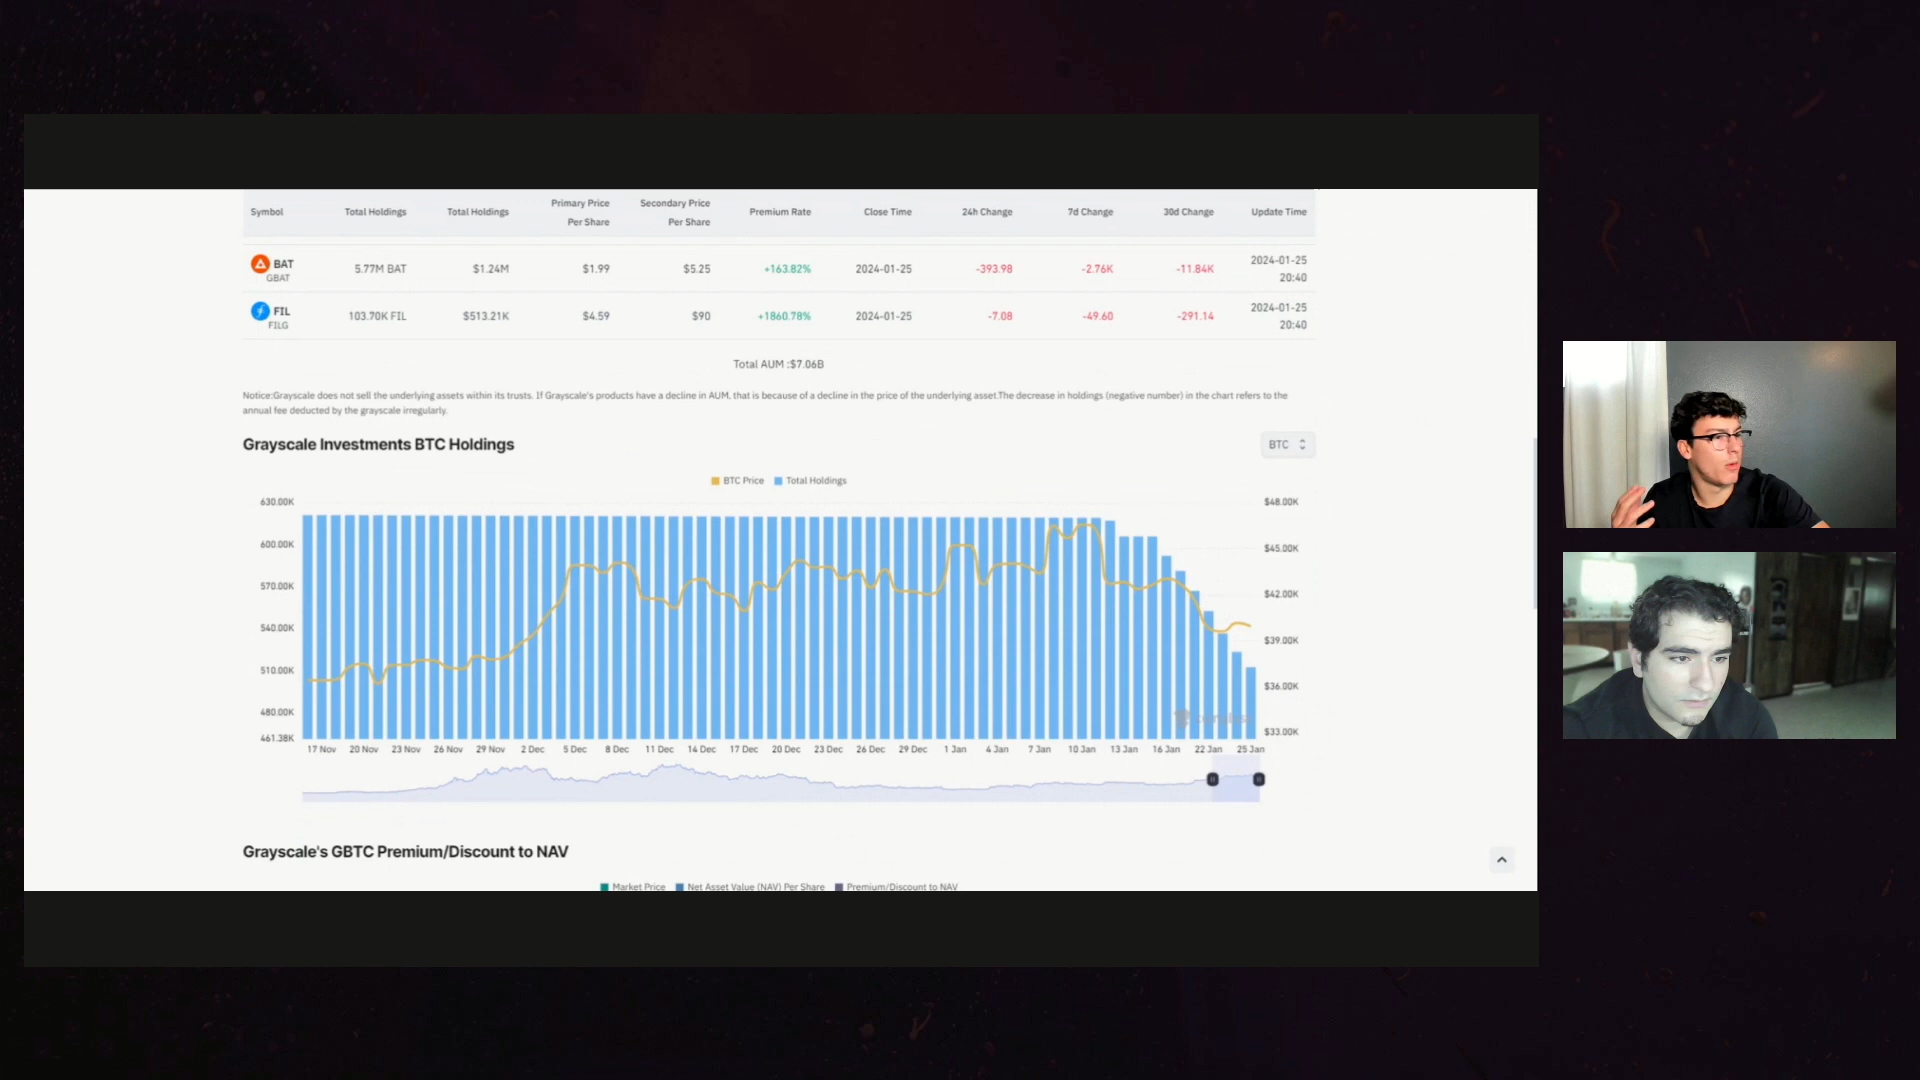 Symbol Total Holdings Total Holdings Primary Price Per Share Secondary Price Per Share Premium Rate Close Time 24h Change 7d Change 30d Change Update Time
BAT GBAT 5.77M BAT $1.24M $1.99 $5.25 +163.82% 2024-01-25 -393.98 -2.76K -11.84K 2024-01-25 20:40
FIL FILG 103.70K FIL $513.21K $4.59 $90 +1860.78% 2024-01-25 -7.08 -49.60 -291.14 2024-01-25 20:40
Total AUM :$7.06B
Notice:Grayscale does not sell the underlying assets within its trusts. If Grayscale's products have a decline in AUM, that is because of a decline in the price of the underlying asset.The decrease in holdings (negative number) in the chart refers to the
annual fee deducted by the grayscale irregularly.
Grayscale Investments BTC Holdings
BTC
BTC Price Total Holdings
630.00K $48.00K
600.00K $45.00K
570.00K $42.00K
540.00K $39.00K
510.00K $36.00K
480.00K
461.38K $33.00K
17 Nov 20 Nov 23 Nov 26 Nov 29 Nov 2 Dec 5 Dec 8 Dec 11 Dec 14 Dec 17 Dec 20 Dec 23 Dec 26 Dec 29 Dec 1 Jan 4 Jan 7 Jan 10 Jan 13 Jan 16 Jan 22 Jan 25 Jan
Grayscale's GBTC Premium/Discount to NAV
Market Price Net Asset Value (NAV) Per Share Premium/Discount to NAV